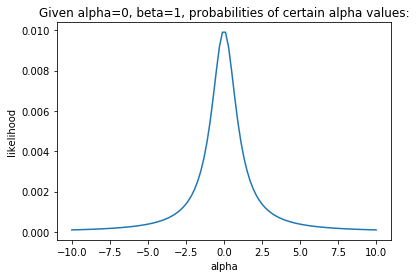 Given alpha=0, beta=1, probabilities of certain alpha values:
0.010
0.008
0.006
0.004
0.002
0.000
likelihood
−10.0 −7.5 −5.0 −2.5 0.0 2.5 5.0 7.5 10.0
alpha